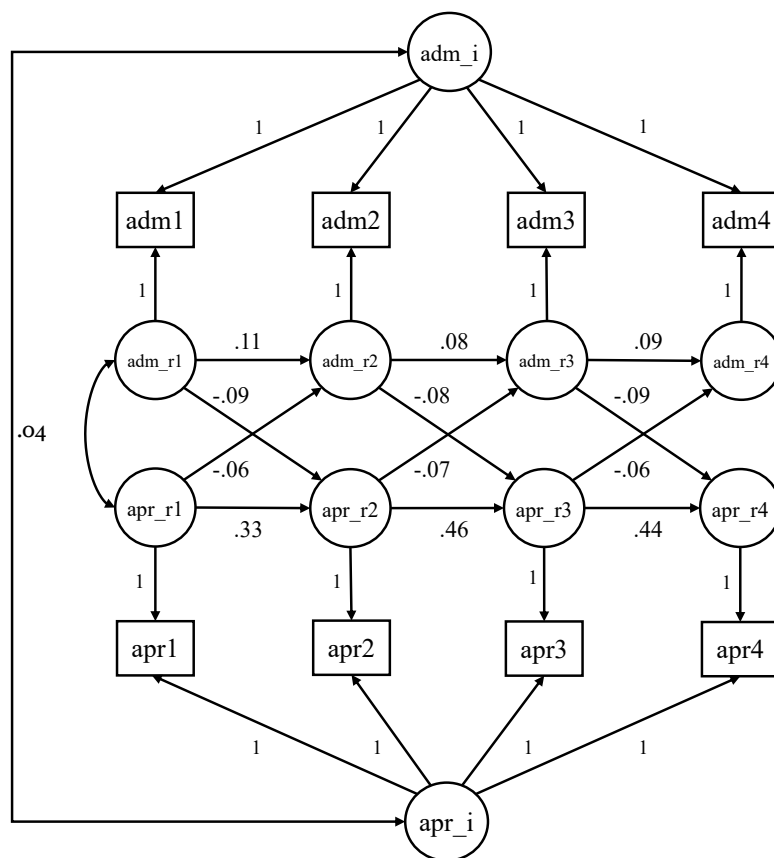 adm_i
1 1 1 1
adm1 adm2 adm3 adm4
1 1 1 1
.11 .08 .09
adm_r1 adm_r2 adm_r3 adm_r4
-.09 -.08 -.09
.04
-.06 -.07 -.06
apr_r1 apr_r2 apr_r3 apr_r4
.33 .46 .44
1 1 1 1
apr1 apr2 apr3 apr4
1 1 1 1
apr_i